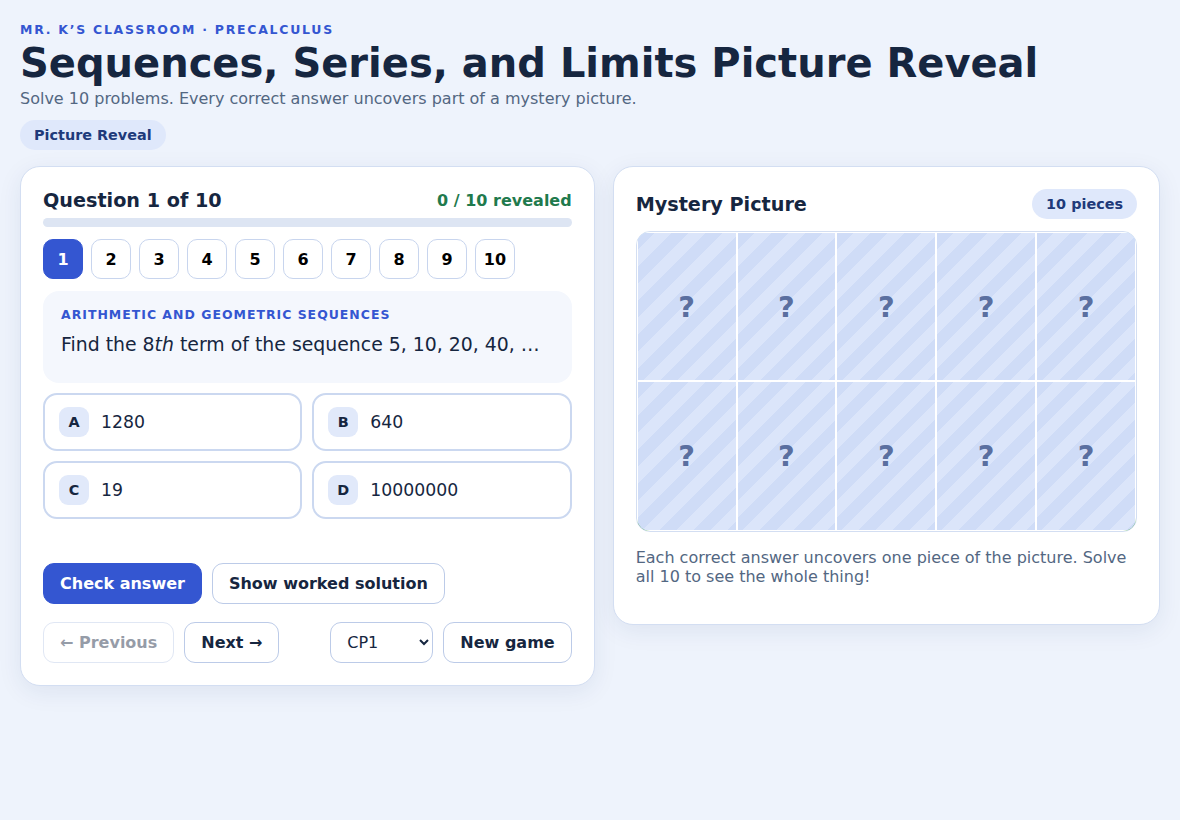 MR. K’S CLASSROOM · PRECALCULUS
Sequences, Series, and Limits Picture Reveal
Solve 10 problems. Every correct answer uncovers part of a mystery picture.
Picture Reveal
Question 1 of 10
0 / 10 revealed
1 2 3 4 5 6 7 8 9 10
ARITHMETIC AND GEOMETRIC SEQUENCES
Find the 8th term of the sequence 5, 10, 20, 40, ...
A 1280
B 640
C 19
D 10000000
Check answer
Show worked solution
← Previous
Next →
CP1
New game
Mystery Picture
10 pieces
? ? ? ? ?
? ? ? ? ?
Each correct answer uncovers one piece of the picture. Solve
all 10 to see the whole thing!